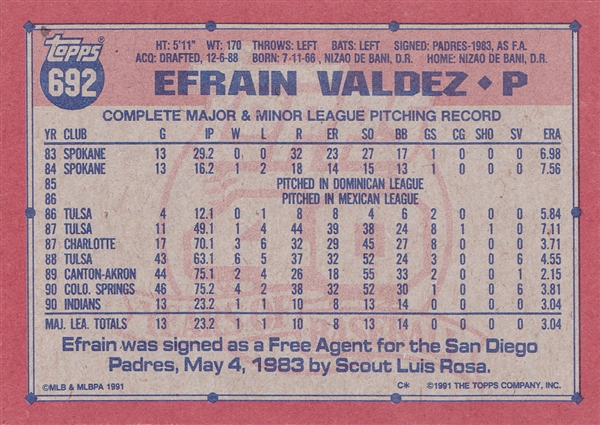 topps
692
HT: 5'11" WT: 170 THROWS: LEFT BATS: LEFT SIGNED: PADRES-1983, AS F.A.
ACQ: DRAFTED, 12-6-88 BORN: 7-11-66, NIZAO DE BANI, D.R. HOME: NIZAO DE BANI, D.R.
EFRAIN VALDEZ • P
COMPLETE MAJOR & MINOR LEAGUE PITCHING RECORD
YR CLUB G IP W L R ER SO BB GS CG SHO SV ERA
83 SPOKANE 13 29.2 0 0 32 23 27 17 1 0 0 0 6.98
84 SPOKANE 13 16.2 1 2 18 14 15 13 0 0 0 0 7.56
85 PITCHED IN DOMINICAN LEAGUE
86 PITCHED IN MEXICAN LEAGUE
86 TULSA 4 12.1 0 1 8 8 4 6 2 0 0 0 5.84
87 TULSA 11 49.1 1 4 44 39 38 24 8 1 1 0 7.11
87 CHARLOTTE 17 70.1 3 6 32 29 45 27 8 0 0 0 3.71
88 TULSA 43 63.1 6 5 37 32 52 24 3 0 0 0 4.55
89 CANTON-AKRON 44 75.1 2 4 26 18 55 33 2 0 0 1 2.15
90 COLO. SPRINGS 46 75.2 4 2 38 32 52 30 1 0 0 6 3.81
90 INDIANS 13 23.2 1 1 10 8 13 14 0 0 0 0 3.04
MAJ. LEA. TOTALS 13 23.2 1 1 10 8 13 14 0 0 0 0 3.04
Efrain was signed as a Free Agent for the San Diego
Padres, May 4, 1983 by Scout Luis Rosa.
©MLB & MLBPA 1991 C* ©1991 THE TOPPS COMPANY, INC.